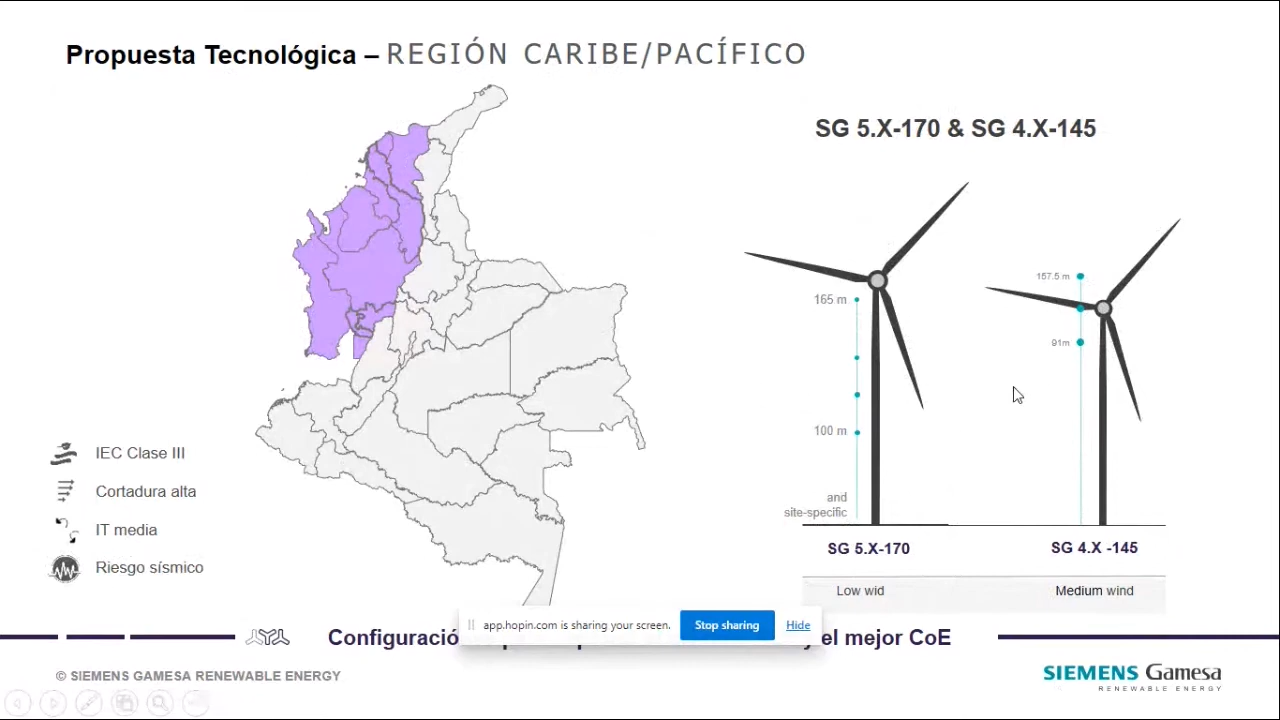 Propuesta Tecnológica – REGIÓN CARIBE/PACÍFICO
SG 5.X-170 & SG 4.X-145
165 m
100 m
and
site-specific
157.5 m
91m
IEC Clase III
Cortadura alta
IT media
Riesgo sísmico
SG 5.X-170
SG 4.X -145
Low wid
Medium wind
app.hopin.com is sharing your screen.
Stop sharing
Hide
el mejor CoE
© SIEMENS GAMESA RENEWABLE ENERGY
SIEMENS Gamesa
RENEWABLE ENERGY